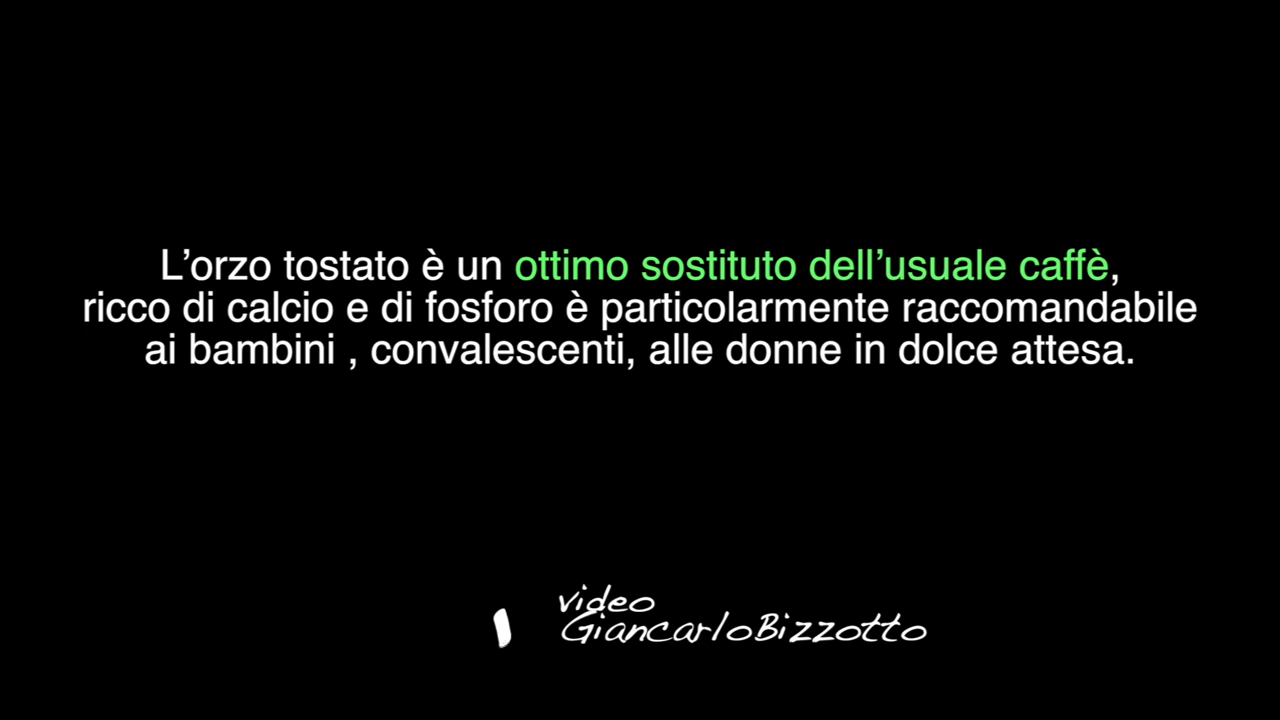 L’orzo tostato è un ottimo sostituto dell’usuale caffè,
ricco di calcio e di fosforo è particolarmente raccomandabile
ai bambini , convalescenti, alle donne in dolce attesa.
video
GiancarloBizzotto